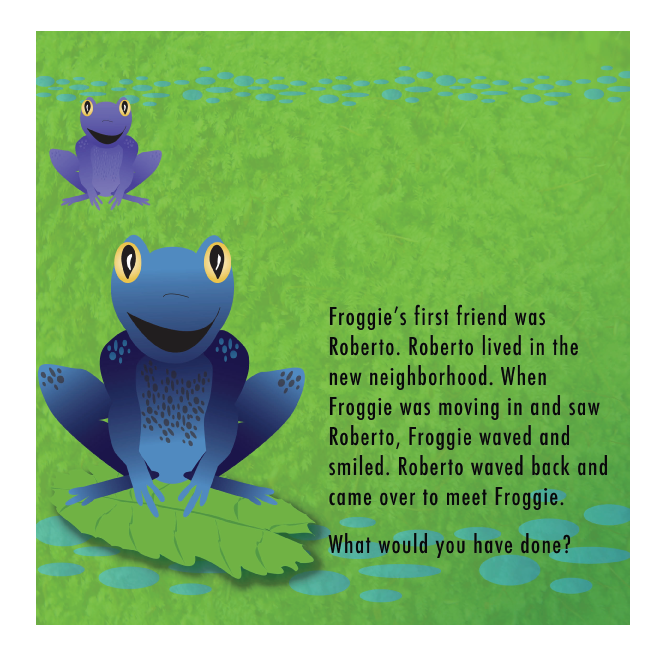 Froggie's first friend was
Roberto. Roberto lived in the
new neighborhood. When
Froggie was moving in and saw
Roberto, Froggie waved and
smiled. Roberto waved back and
came over to meet Froggie.
What would you have done?